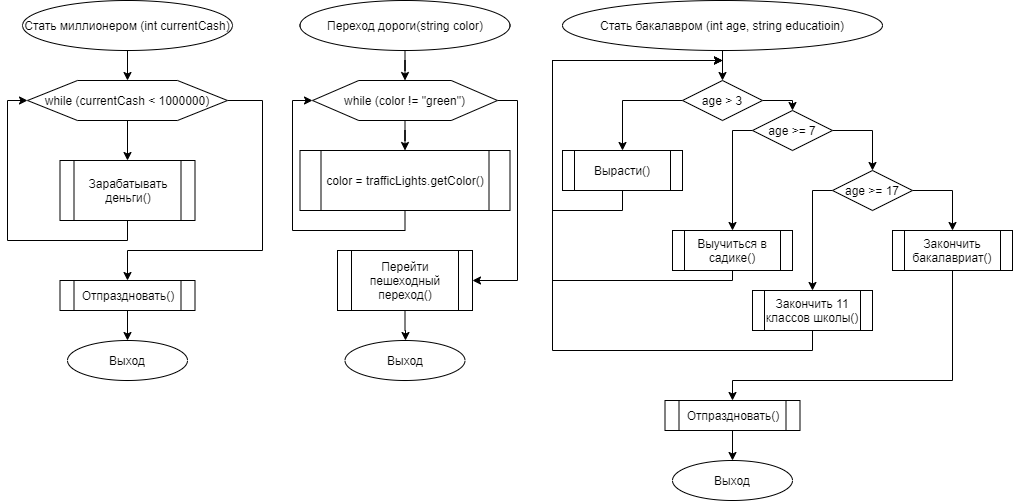 Стать миллионером (int currentCash)
while (currentCash < 1000000)
Зарабатывать
деньги()
Отпраздновать()
Выход
Переход дороги(string color)
while (color != "green")
color = trafficLights.getColor()
Перейти
пешеходный
переход()
Выход
Стать бакалавром (int age, string educatioin)
age > 3
age >= 7
Вырасти()
age >= 17
Выучиться в
садике()
Закончить
бакалавриат()
Закончить 11
классов школы()
Отпраздновать()
Выход